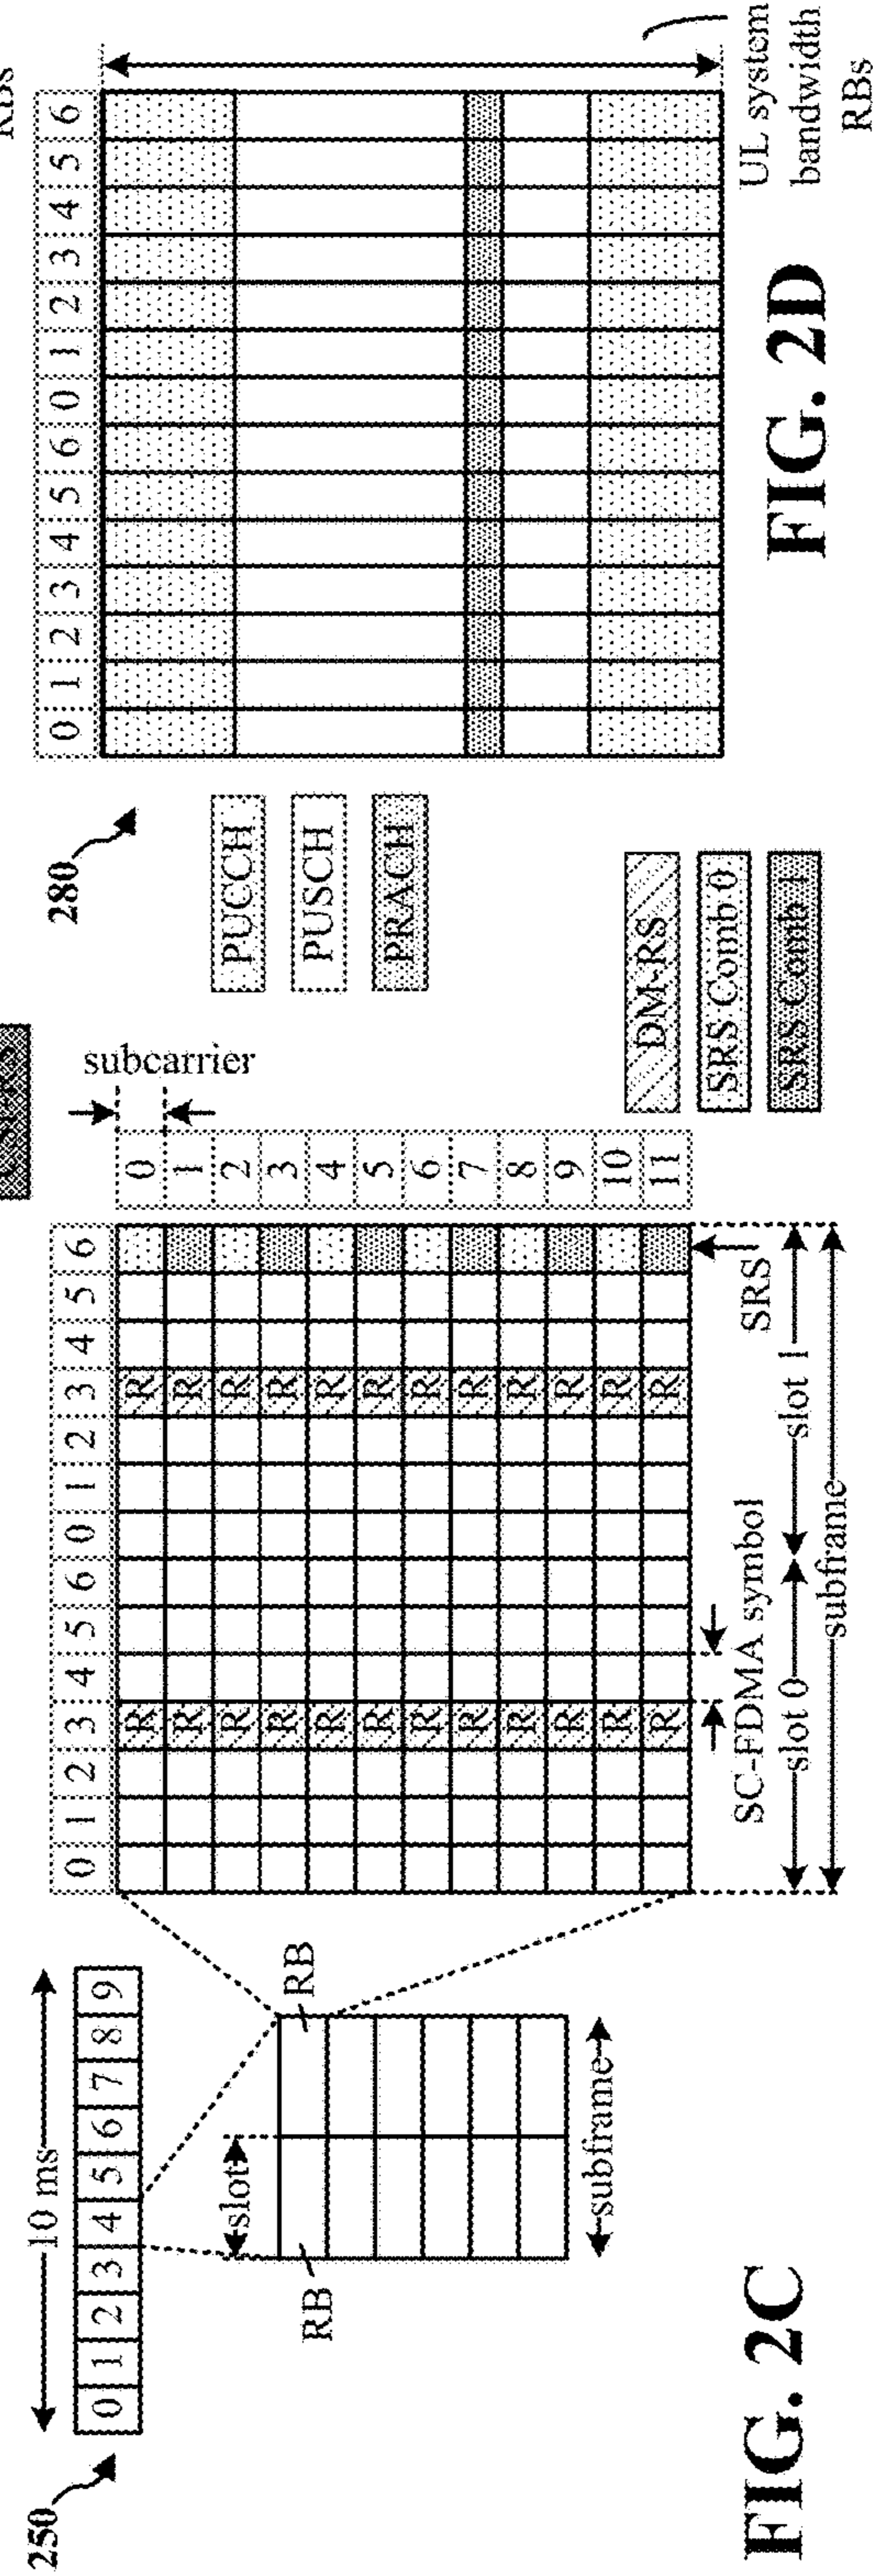 250
10 ms
0 1 2 3 4 5 6 7 8 9
slot
RB
RB
subframe
FIG. 2C
0 1 2 3 4 5 6 0 1 2 3 4 5 6
R R
R R
R R
R R
R R
R R
R R
R R
R R
R R
R R
R R
subcarrier
0
1
2
3
4
5
6
7
8
9
10
11
SC-FDMA symbol
SRS
slot 0
slot 1
subframe
DM-RS
SRS Comb 0
SRS Comb 1
280
PUCCH
PUSCH
PRACH
0 1 2 3 4 5 6 0 1 2 3 4 5 6
UL system
bandwidth
RBs
FIG. 2D